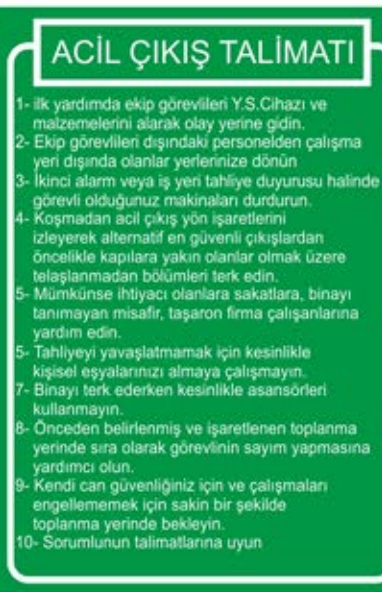 ACİL ÇIKIŞ TALİMATI
1- ilk yardımda ekip görevlileri Y.S.Cihazı ve
malzemelerini alarak olay yerine gidin.
2- Ekip görevlileri dışındaki personelden çalışma
yeri dışında olanlar yerlerinize dönün
3- İkinci alarm veya iş yeri tahliye duyurusu halinde
görevli olduğunuz makinaları durdurun.
4- Koşmadan acil çıkış yön işaretlerini
izleyerek alternatif en güvenli çıkışlardan
öncelikle kapılara yakın olanlar olmak üzere
telaşlanmadan bölümleri terk edin.
5- Mümkünse ihtiyacı olanlara sakatlara, binayı
tanımayan misafir, taşaron firma çalışanlarına
yardım edin.
5- Tahliyeyi yavaşlatmamak için kesinlikle
kişisel eşyalarınızı almaya çalışmayın.
7- Binayı terk ederken kesinlikle asansörleri
kullanmayın.
8- Önceden belirlenmiş ve işaretlenen toplanma
yerinde sıra olarak görevlinin sayım yapmasına
yardımcı olun.
9- Kendi can güvenliğiniz için ve çalışmaları
engellememek için sakin bir şekilde
toplanma yerinde bekleyin.
10- Sorumlunun talimatlarına uyun